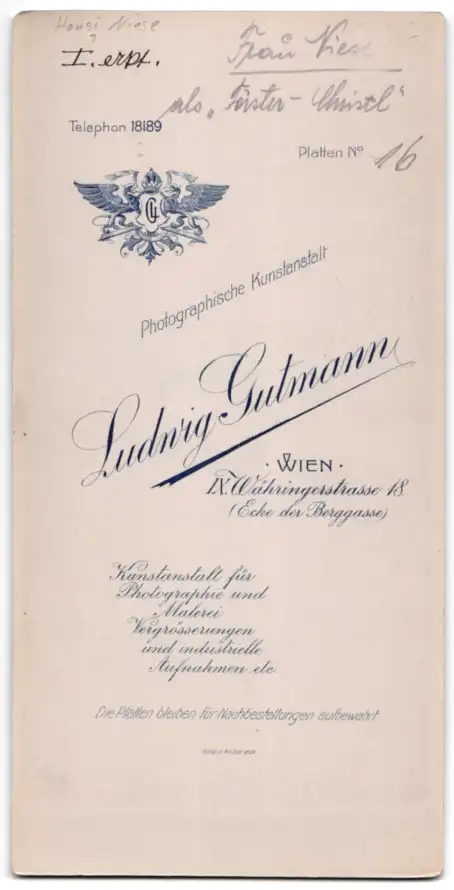 Hansi Niese
I. expt.
Frau Niese
als „Förster-Christl"
Telephon 18189
Platten Nº 16
GL
Photographische Kunstanstalt
Ludwig Gutmann
· WIEN ·
IX. Währingerstrasse 18
(Ecke der Berggasse)
Kunstanstalt für
Photographie und
Malerei
Vergrösserungen
und industrielle
Aufnahmen etc.
Die Platten bleiben für Nachbestellungen aufbewahrt